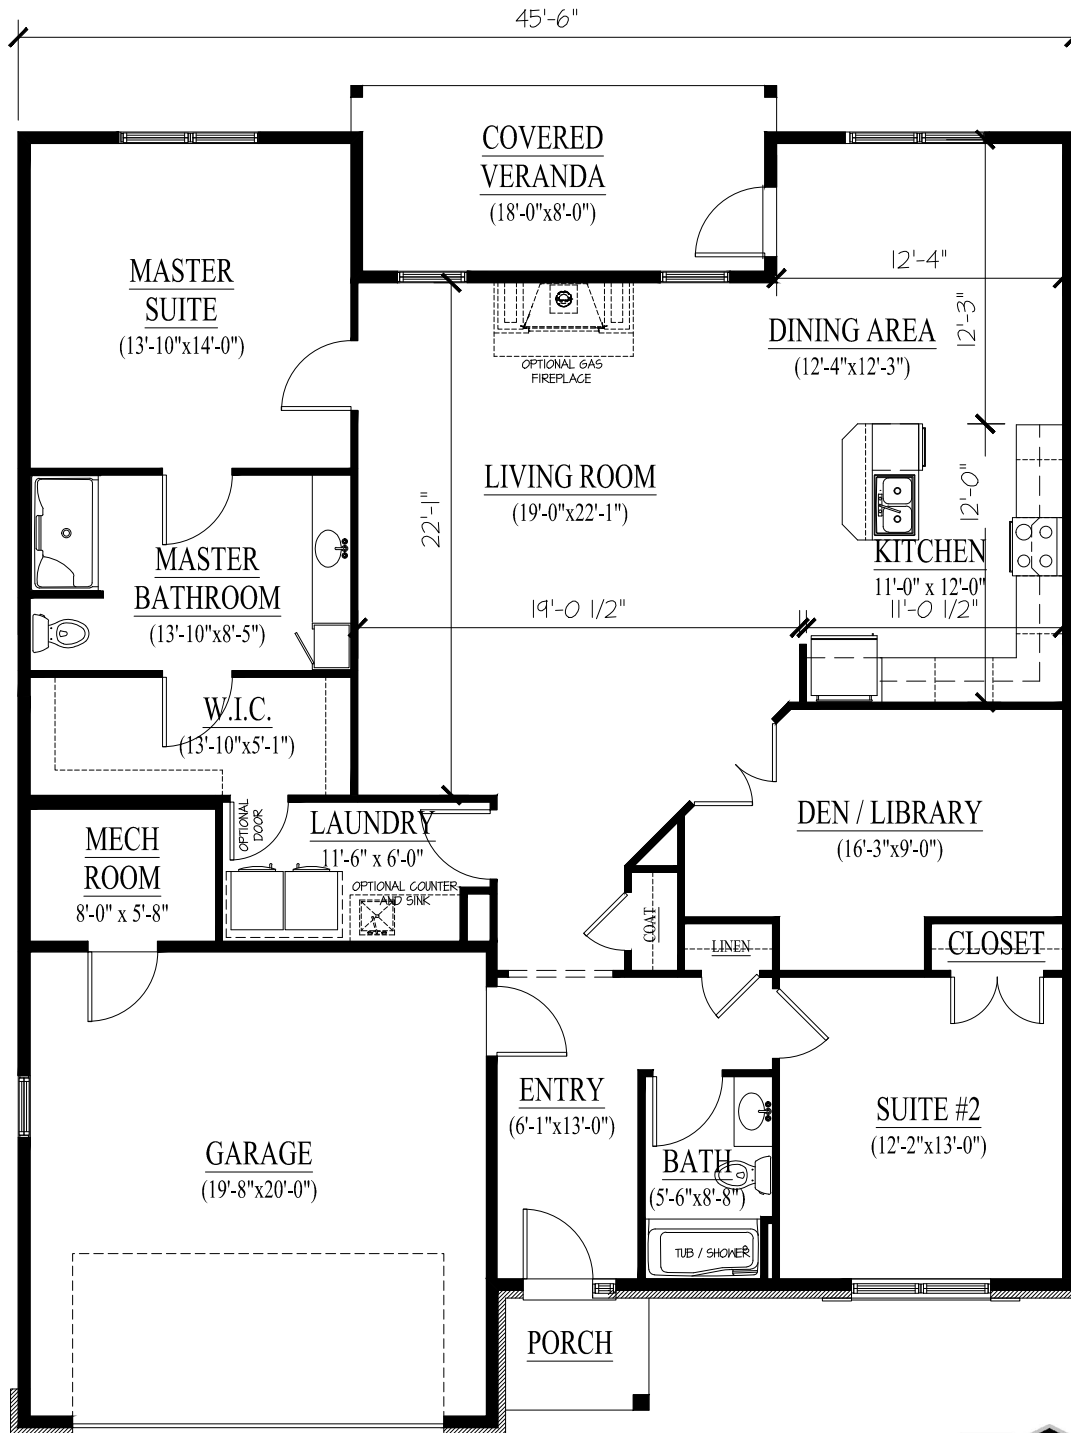 45'-6"
COVERED
VERANDA
(18'-0"x8'-0")
MASTER
SUITE
(13'-10"x14'-0")
12'-4"
12'-3"
DINING AREA
(12'-4"x12'-3")
OPTIONAL GAS
FIREPLACE
LIVING ROOM
(19'-0"x22'-1")
22'-1"
12'-0"
KITCHEN
11'-0" x 12'-0"
19'-0 1/2"
11'-0 1/2"
MASTER
BATHROOM
(13'-10"x8'-5")
W.I.C.
(13'-10"x5'-1")
OPTIONAL
DOOR
LAUNDRY
11'-6" x 6'-0"
OPTIONAL COUNTER
AND SINK
MECH
ROOM
8'-0" x 5'-8"
DEN / LIBRARY
(16'-3"x9'-0")
COAT
LINEN
CLOSET
ENTRY
(6'-1"x13'-0")
SUITE #2
(12'-2"x13'-0")
GARAGE
(19'-8"x20'-0")
BATH
(5'-6"x8'-8")
TUB / SHOWER
PORCH